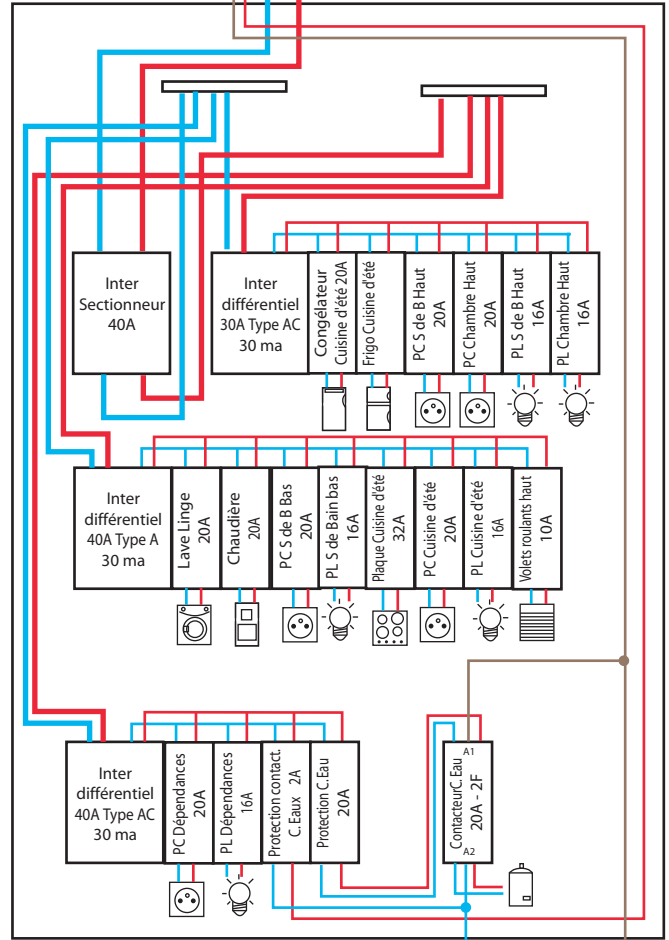 Inter
Sectionneur
40A
Inter
différentiel
30A Type AC
30 ma
Congélateur
Cuisine d'été 20A
Frigo Cuisine d'été
PC S de B Haut
20A
PC Chambre Haut
20A
PL S de B Haut
16A
PL Chambre Haut
16A
Inter
différentiel
40A Type A
30 ma
Lave Linge
20A
Chaudière
20A
PC S de B Bas
20A
PL S de Bain bas
16A
Plaque Cuisine d'été
32A
PC Cuisine d'été
20A
PL Cuisine d'été
16A
Volets roulants haut
10A
Inter
différentiel
40A Type AC
30 ma
PC Dépendances
20A
PL Dépendances
16A
Protection contact.
C. Eaux 2A
Protection C. Eau
20A
A1
ContacteurC. Eau
20A - 2F
A2